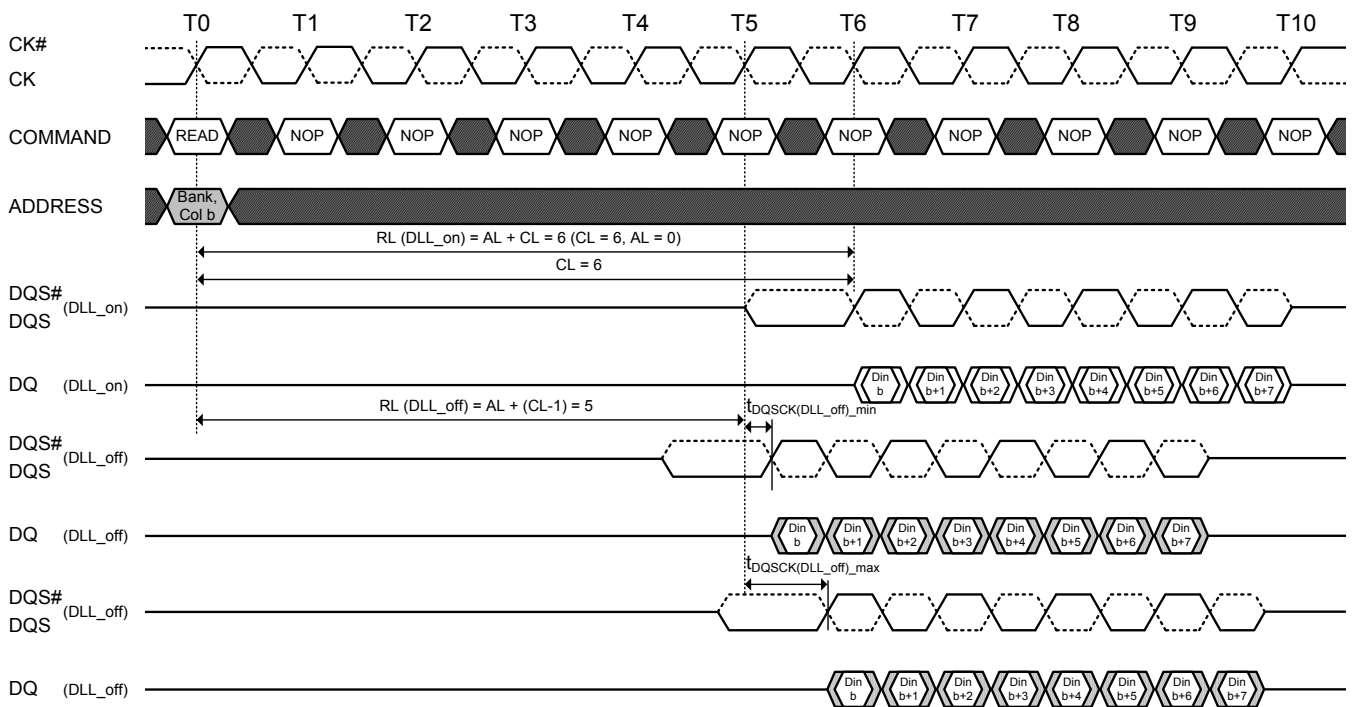 T0 T1 T2 T3 T4 T5 T6 T7 T8 T9 T10
CK#
CK
COMMAND READ NOP NOP NOP NOP NOP NOP NOP NOP NOP NOP
ADDRESS Bank, Col b
RL (DLL_on) = AL + CL = 6 (CL = 6, AL = 0)
CL = 6
DQS# (DLL_on)
DQS
DQ (DLL_on) Din b Din b+1 Din b+2 Din b+3 Din b+4 Din b+5 Din b+6 Din b+7
RL (DLL_off) = AL + (CL-1) = 5 tDQSCK(DLL_off)_min
DQS# (DLL_off)
DQS
DQ (DLL_off) Din b Din b+1 Din b+2 Din b+3 Din b+4 Din b+5 Din b+6 Din b+7
tDQSCK(DLL_off)_max
DQS# (DLL_off)
DQS
DQ (DLL_off) Din b Din b+1 Din b+2 Din b+3 Din b+4 Din b+5 Din b+6 Din b+7